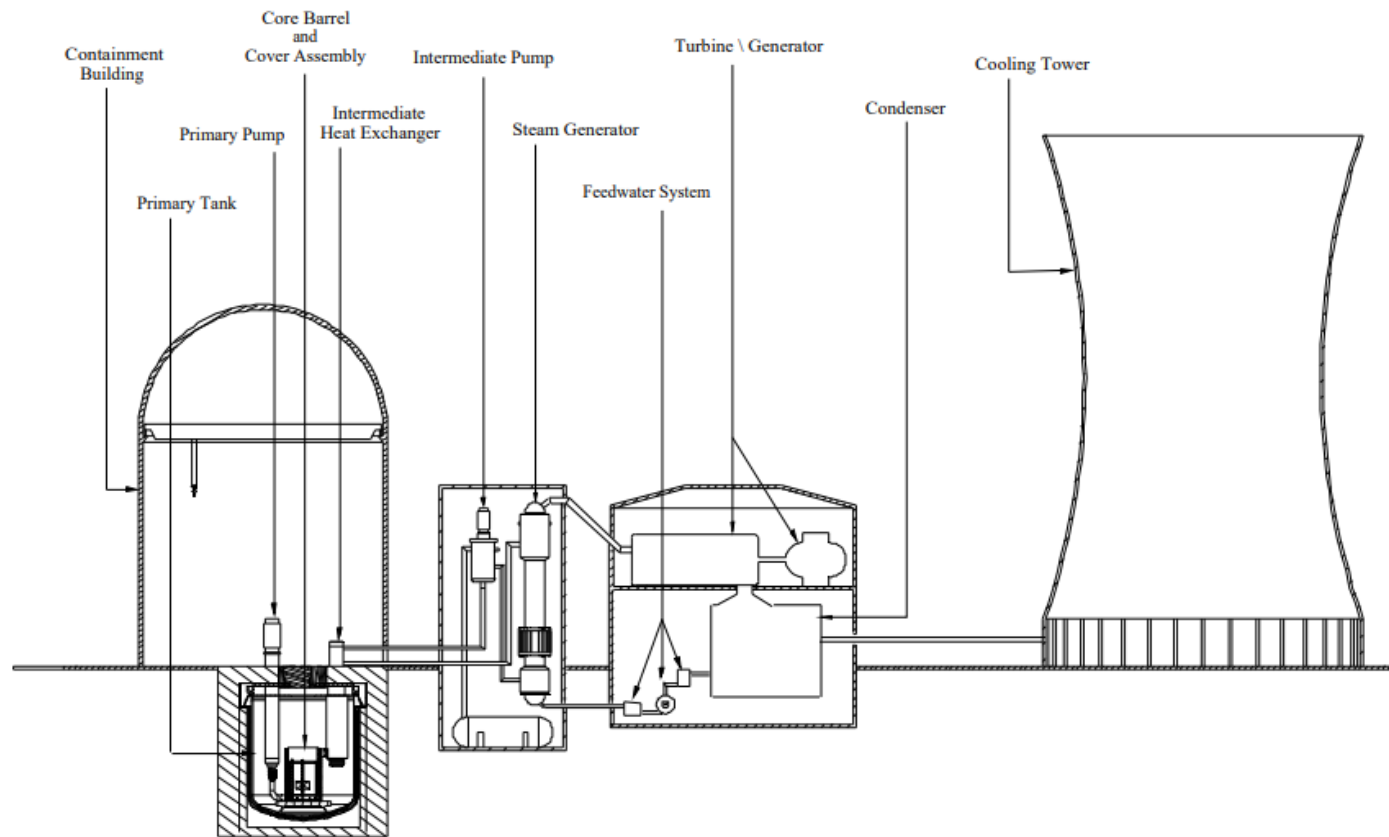 Core Barrel
and
Cover Assembly
Containment
Building
Intermediate Pump
Turbine \ Generator
Cooling Tower
Condenser
Primary Pump
Intermediate
Heat Exchanger
Steam Generator
Feedwater System
Primary Tank